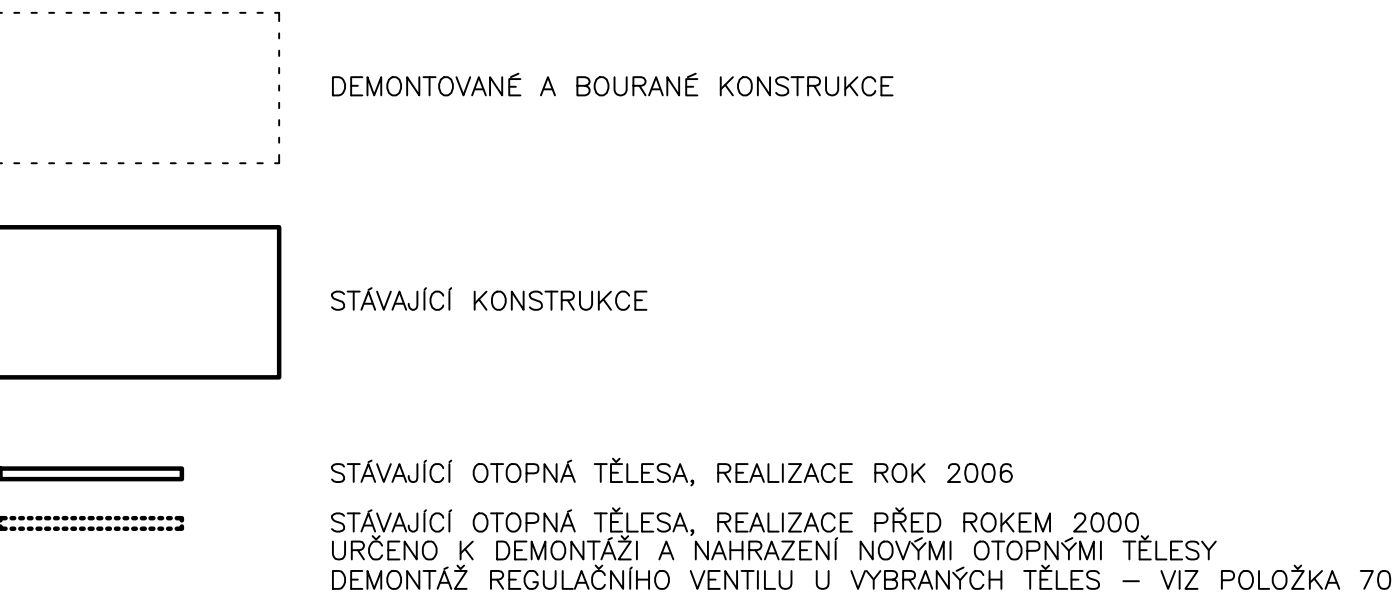 DEMONTOVANÉ A BOURANÉ KONSTRUKCE
STÁVAJÍCÍ KONSTRUKCE
STÁVAJÍCÍ OTOPNÁ TĚLESA, REALIZACE ROK 2006
STÁVAJÍCÍ OTOPNÁ TĚLESA, REALIZACE PŘED ROKEM 2000
URČENO K DEMONTÁŽI A NAHRAZENÍ NOVÝMI OTOPNÝMI TĚLESY
DEMONTÁŽ REGULAČNÍHO VENTILU U VYBRANÝCH TĚLES – VIZ POLOŽKA 70